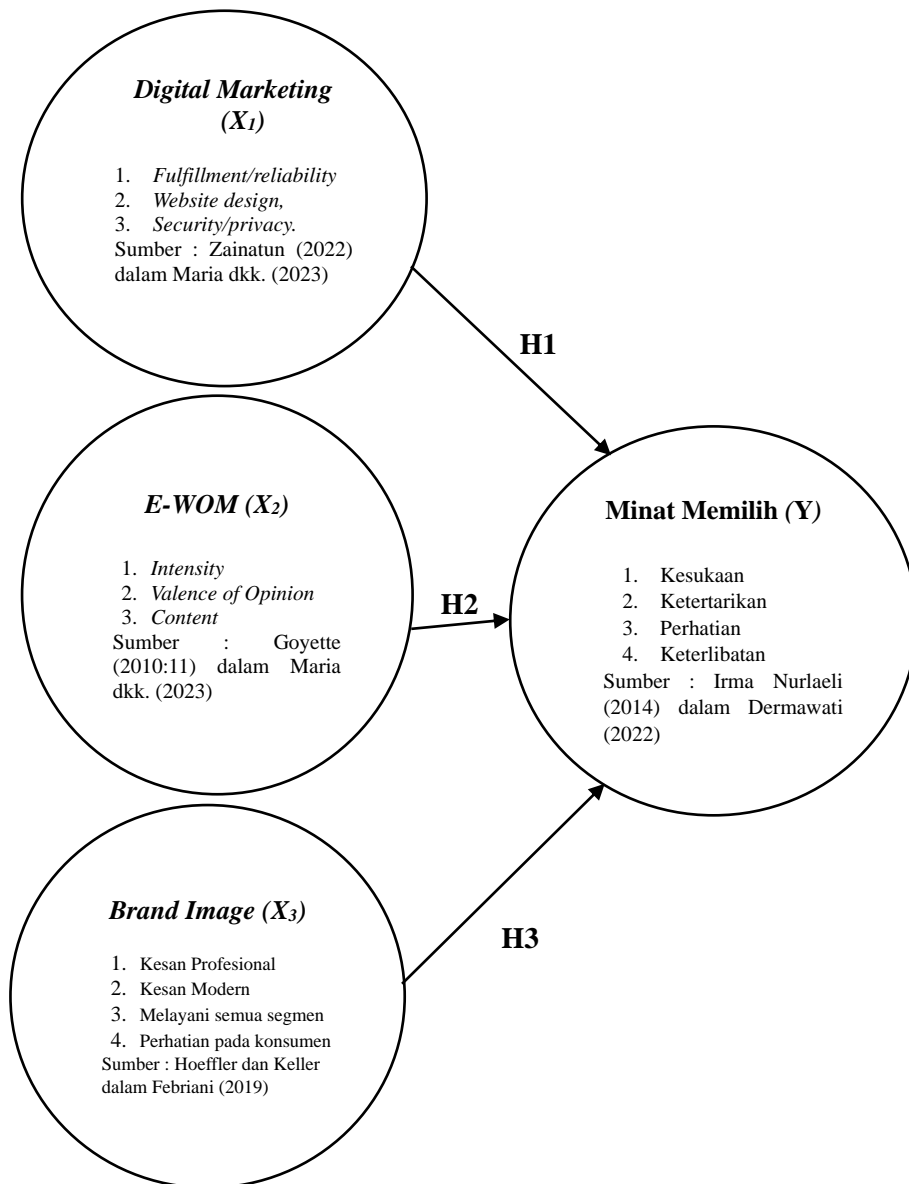 Digital Marketing
(X1)
1. Fulfillment/reliability
2. Website design,
3. Security/privacy.
Sumber : Zainatun (2022)
dalam Maria dkk. (2023)
H1
E-WOM (X2)
1. Intensity
2. Valence of Opinion
3. Content
Sumber : Goyette
(2010:11) dalam Maria
dkk. (2023)
H2
Minat Memilih (Y)
1. Kesukaan
2. Ketertarikan
3. Perhatian
4. Keterlibatan
Sumber : Irma Nurlaeli
(2014) dalam Dermawati
(2022)
Brand Image (X3)
1. Kesan Profesional
2. Kesan Modern
3. Melayani semua segmen
4. Perhatian pada konsumen
Sumber : Hoeffler dan Keller
dalam Febriani (2019)
H3